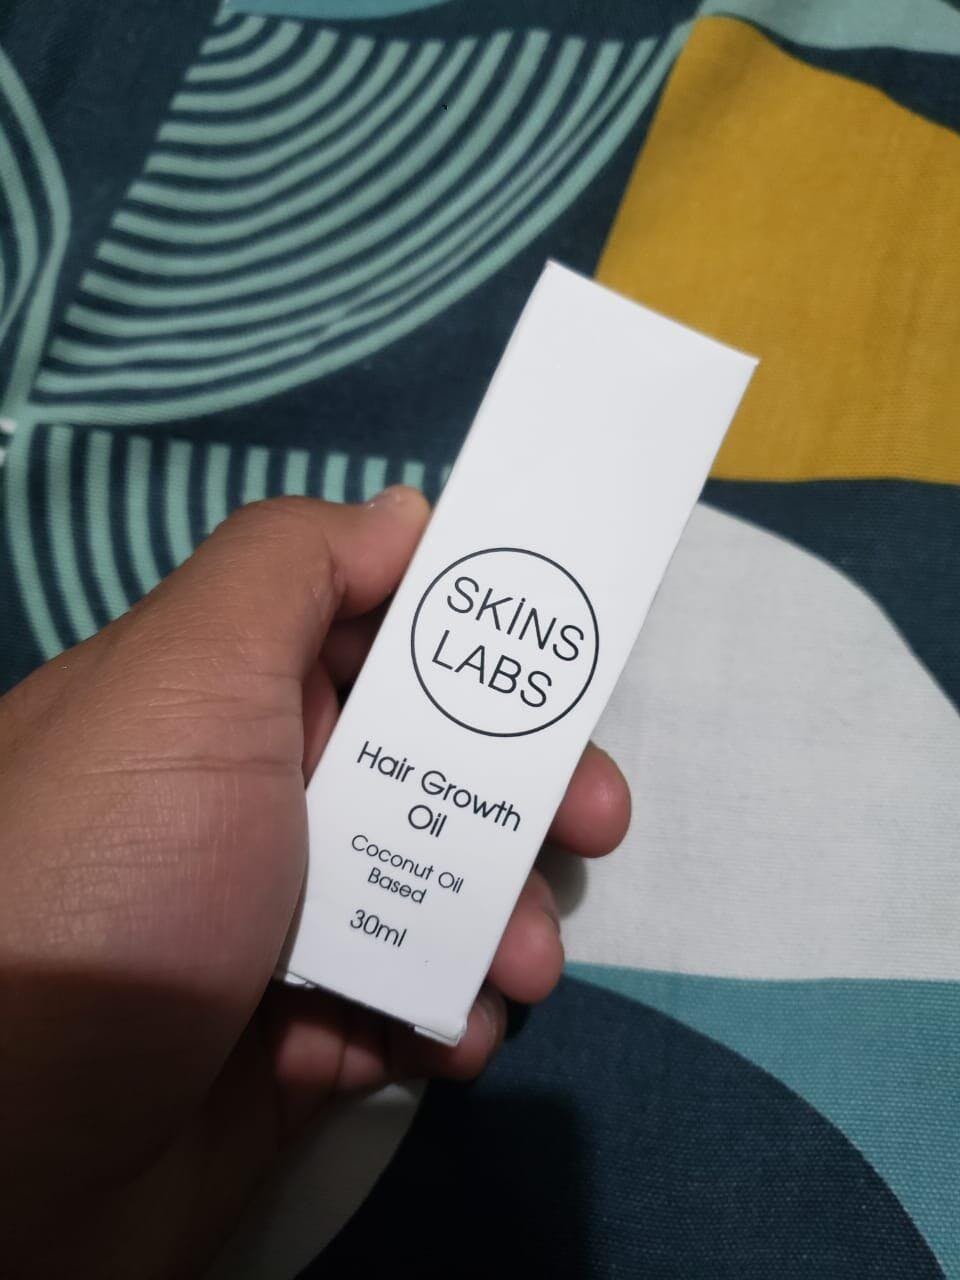 SKiNS
LABS
Hair Growth
Oil
Coconut Oil
Based
30ml